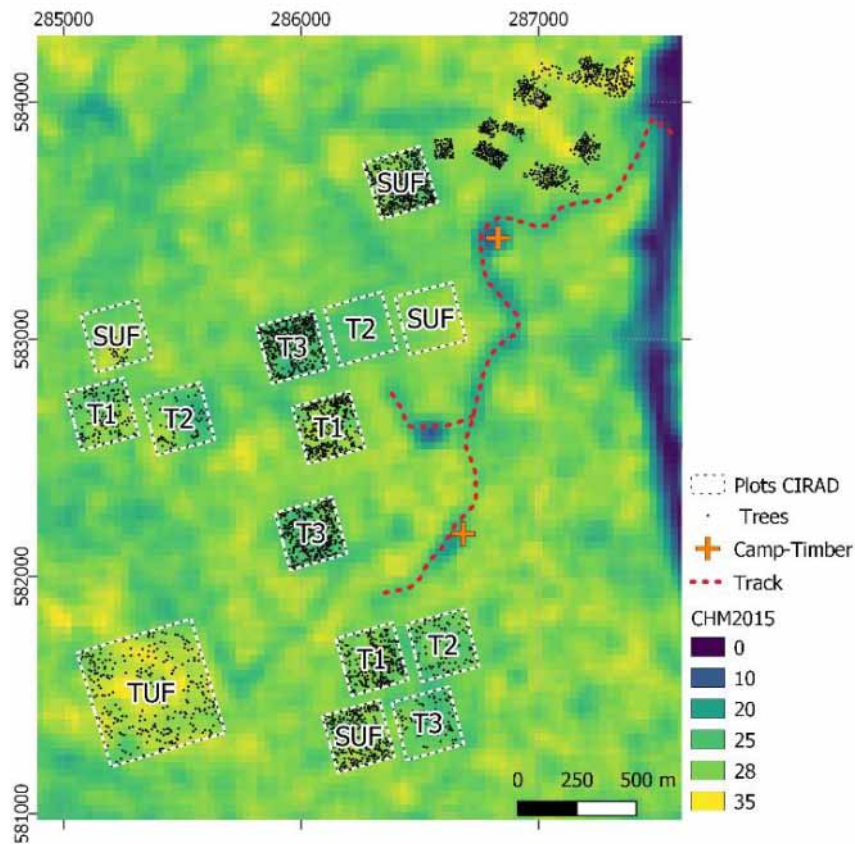 285000 286000 287000
584000
SUF
583000
SUF T3 T2 SUF
T1 T2 T1
T3
582000
T1 T2
TUF
SUF T3
581000
0 250 500 m
Plots CIRAD
Trees
Camp-Timber
Track
CHM2015
0
10
20
25
28
35